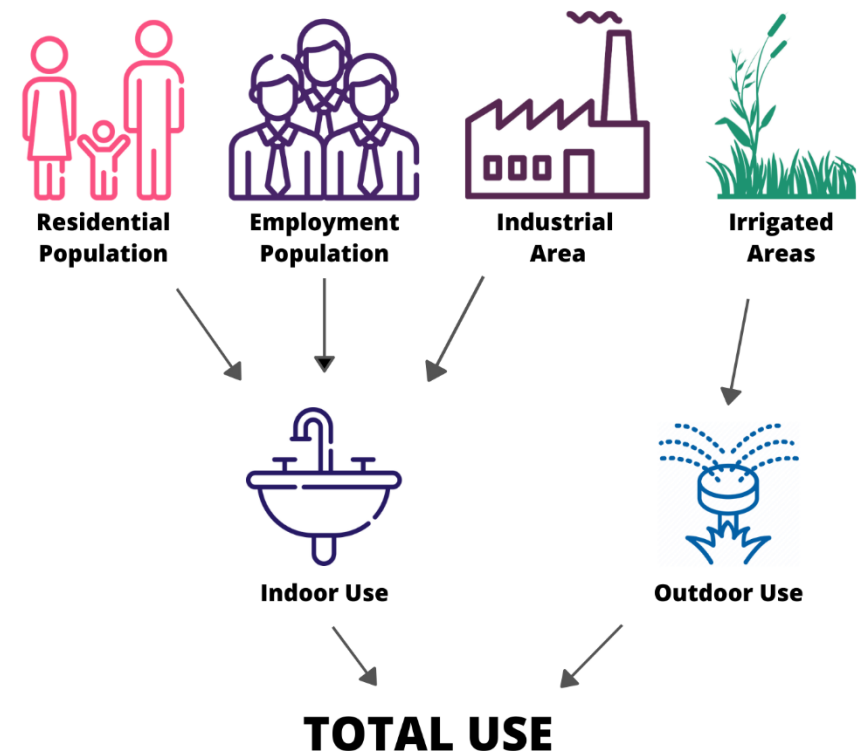 Residential
Population
Employment
Population
Industrial
Area
Irrigated
Areas
Indoor Use
Outdoor Use
TOTAL USE